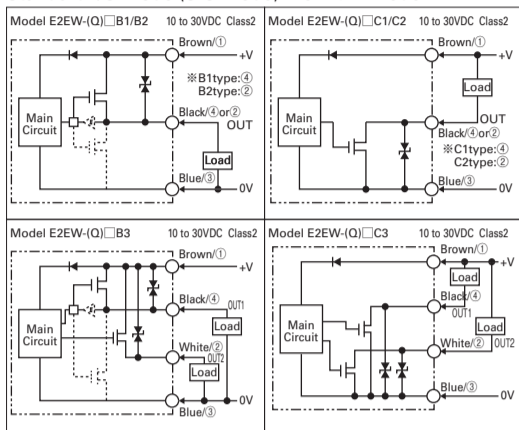 Model E2EW-(Q)□B1/B2 10 to 30VDC Class2
Brown/①
+V
※B1type:④
B2type:②
Main
Circuit
Black/④or②
OUT
Load
Blue/③
0V
Model E2EW-(Q)□C1/C2 10 to 30VDC Class2
Brown/①
+V
Load
Main
Circuit
OUT
Black/④or②
※C1type:④
C2type:②
Blue/③
0V
Model E2EW-(Q)□B3 10 to 30VDC Class2
Brown/①
+V
Black/④
OUT1
Main
Circuit
Load
White/②
OUT2
Load
0V
Blue/③
Model E2EW-(Q)□C3 10 to 30VDC Class2
Brown/①
+V
Load
Black/④
OUT1
Main
Circuit
Load
White/②
OUT2
Blue/③
0V